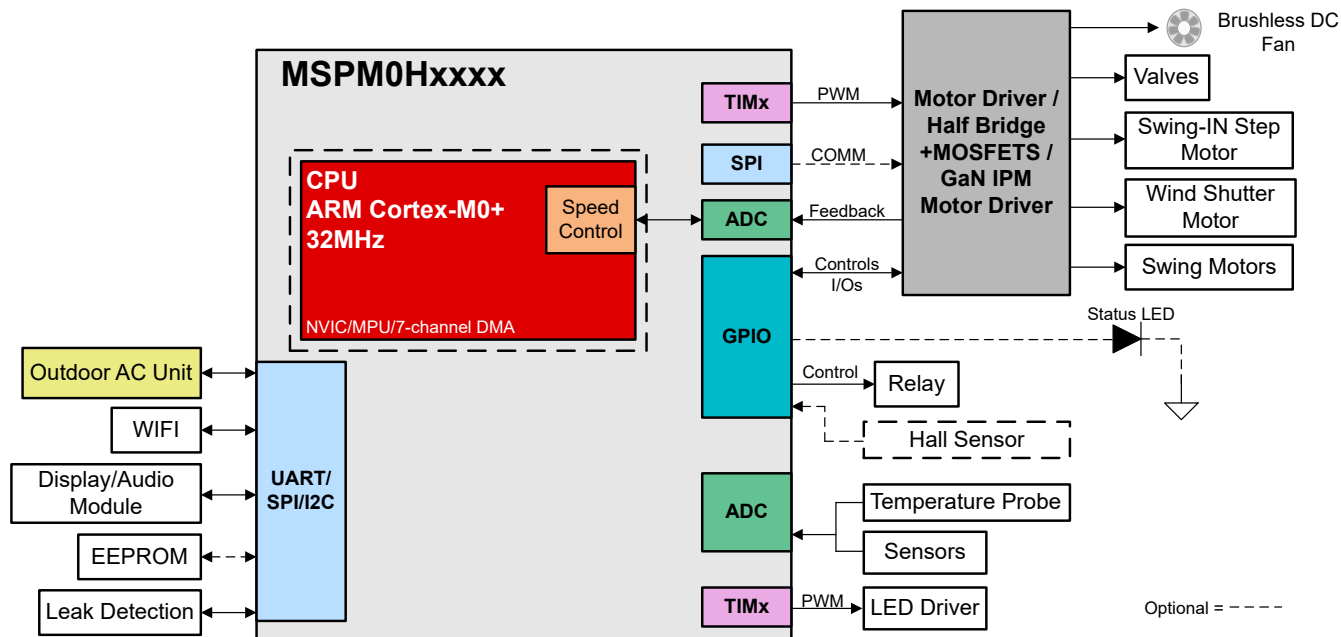 MSPM0Hxxxx
CPU
ARM Cortex-M0+
32MHz
Speed
Control
NVIC/MPU/7-channel DMA
Outdoor AC Unit
WIFI
Display/Audio
Module
EEPROM
Leak Detection
UART/
SPI/I2C
TIMx
PWM
SPI
COMM
ADC
Feedback
GPIO
Controls
I/Os
Motor Driver /
Half Bridge
+MOSFETS /
GaN IPM
Motor Driver
Brushless DC
Fan
Valves
Swing-IN Step
Motor
Wind Shutter
Motor
Swing Motors
Status LED
Control
Relay
Hall Sensor
ADC
Temperature Probe
Sensors
TIMx
PWM
LED Driver
Optional =